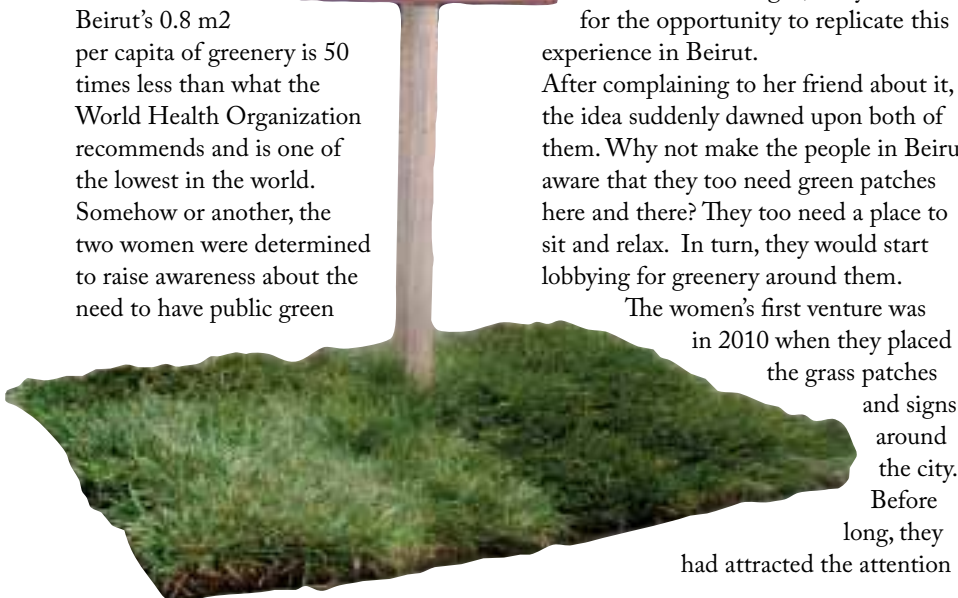 Beirut's 0.8 m2
per capita of greenery is 50
times less than what the
World Health Organization
recommends and is one of
the lowest in the world.
Somehow or another, the
two women were determined
to raise awareness about the
need to have public green
for the opportunity to replicate this
experience in Beirut.
After complaining to her friend about it,
the idea suddenly dawned upon both of
them. Why not make the people in Beiru
aware that they too need green patches
here and there? They too need a place to
sit and relax.  In turn, they would start
lobbying for greenery around them.
The women's first venture was
in 2010 when they placed
the grass patches
and signs
around
the city.
Before
long, they
had attracted the attention